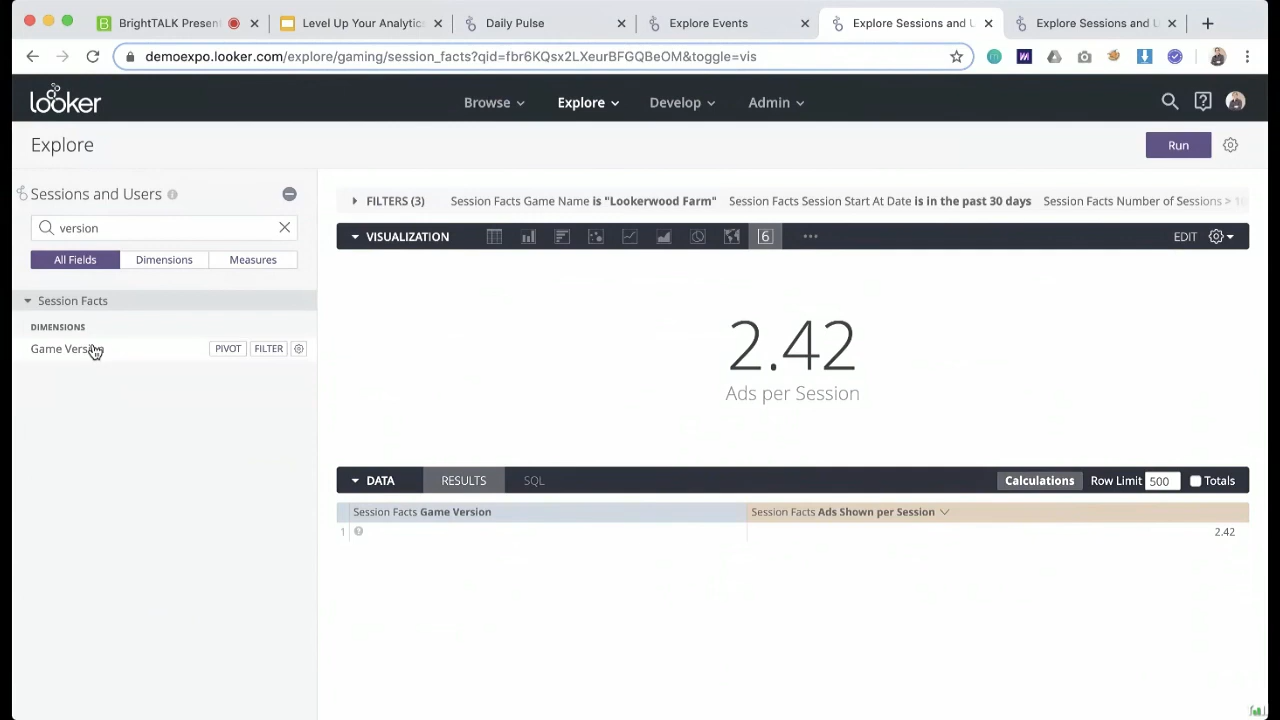 BrightTALK Present
Level Up Your Analytics
Daily Pulse
Explore Events
Explore Sessions and U
Explore Sessions and U
demoexpo.looker.com/explore/gaming/session_facts?qid=fbr6KQsx2LXeurBFGQBeOM&toggle=vis
looker
Browse
Explore
Develop
Admin
Explore
Run
Sessions and Users
version
All Fields
Dimensions
Measures
Session Facts
DIMENSIONS
Game Version
PIVOT
FILTER
FILTERS (3)
Session Facts Game Name is "Lookerwood Farm"
Session Facts Session Start At Date is in the past 30 days
Session Facts Number of Sessions >
VISUALIZATION
6
EDIT
2.42
Ads per Session
DATA
RESULTS
SQL
Calculations
Row Limit 500
Totals
Session Facts Game Version
Session Facts Ads Shown per Session
1
2.42